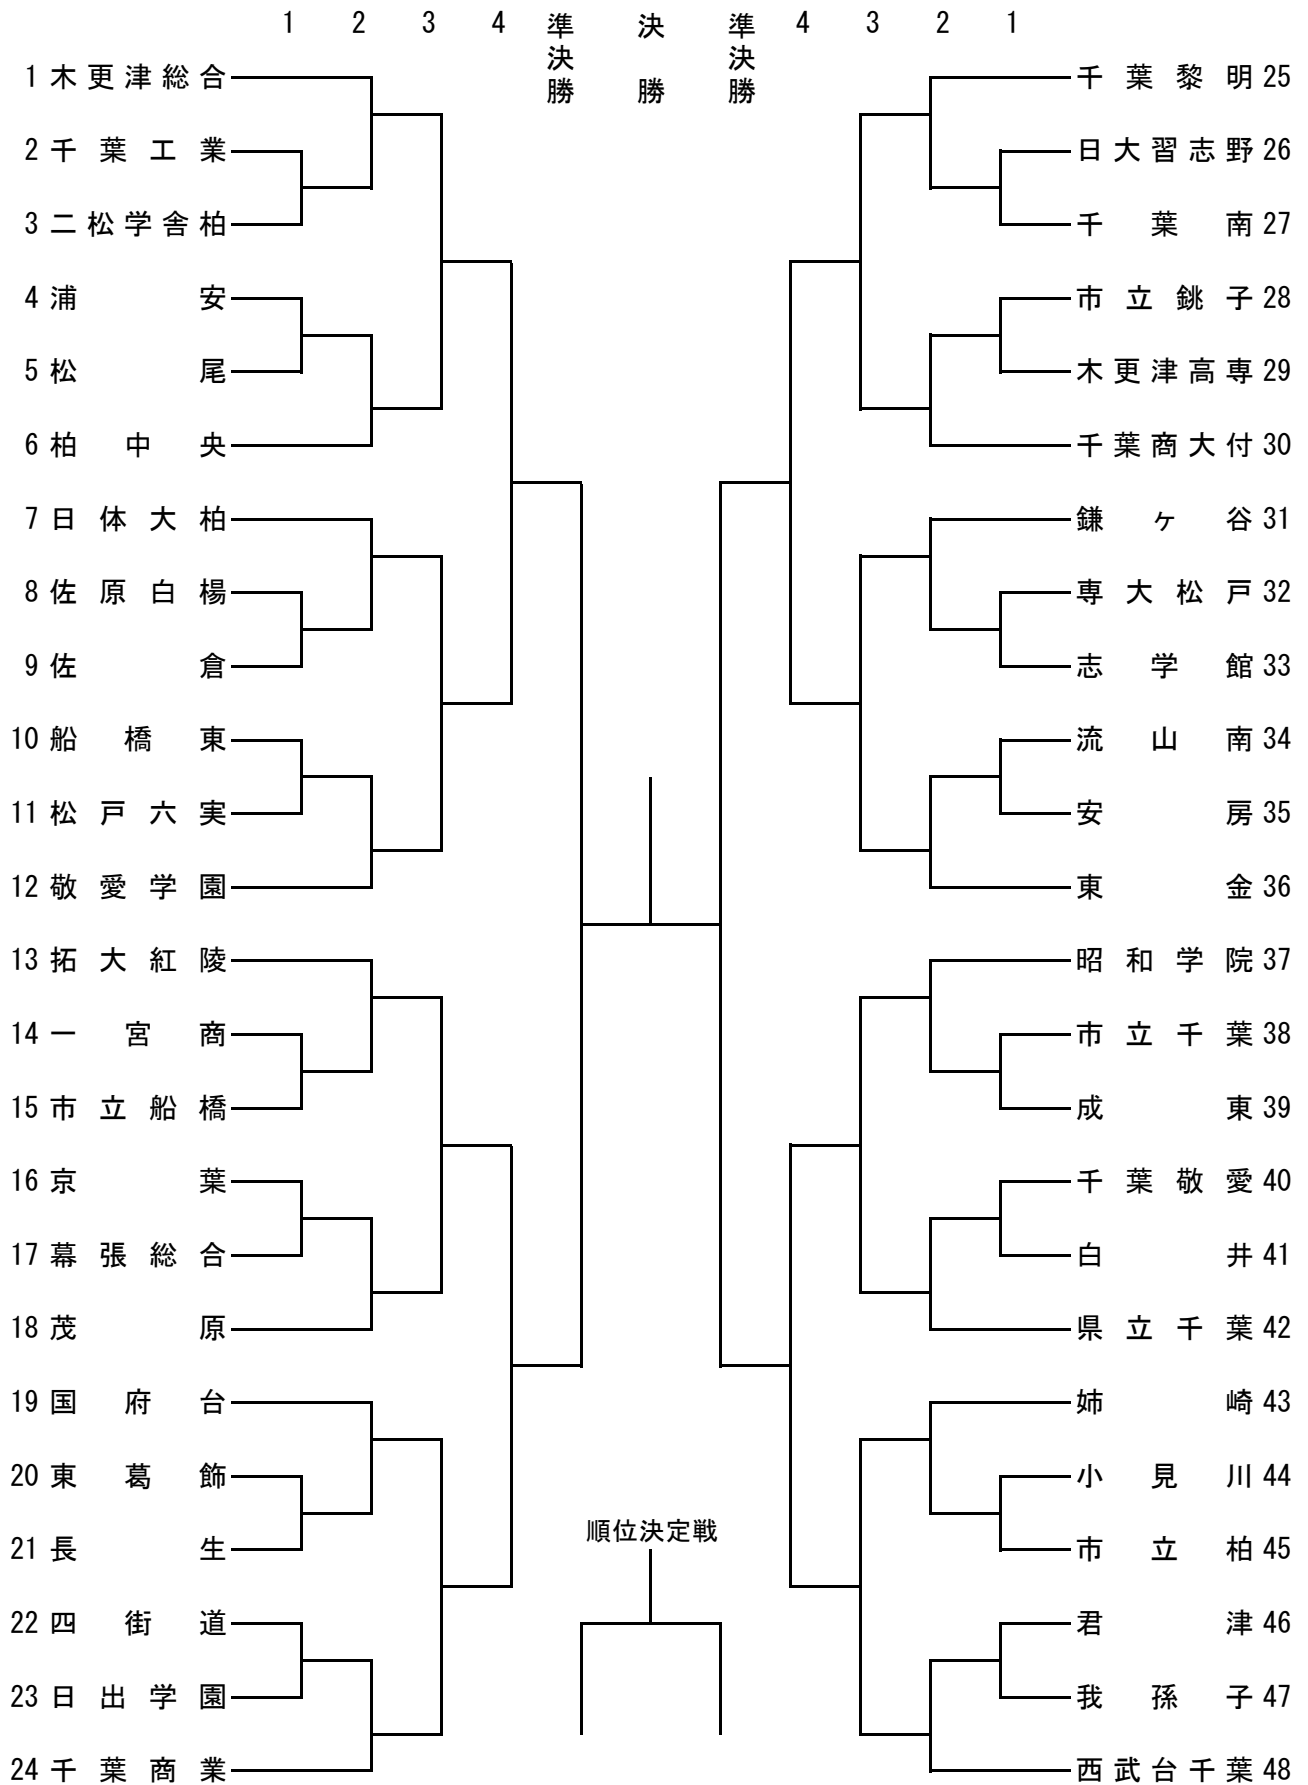 1 2 3 4 準決勝 決勝 準決勝 4 3 2 1
1 木更津総合
2 千葉工業
3 二松学舎柏
4 浦安
5 松尾
6 柏中央
7 日体大柏
8 佐原白楊
9 佐倉
10 船橋東
11 松戸六実
12 敬愛学園
13 拓大紅陵
14 一宮商
15 市立船橋
16 京葉
17 幕張総合
18 茂原
19 国府台
20 東葛飾
21 長生
22 四街道
23 日出学園
24 千葉商業
順位決定戦
千葉黎明 25
日大習志野 26
千葉南 27
市立銚子 28
木更津高専 29
千葉商大付 30
鎌ヶ谷 31
専大松戸 32
志学館 33
流山南 34
安房 35
東金 36
昭和学院 37
市立千葉 38
成東 39
千葉敬愛 40
白井 41
県立千葉 42
姉崎 43
小見川 44
市立柏 45
君津 46
我孫子 47
西武台千葉 48